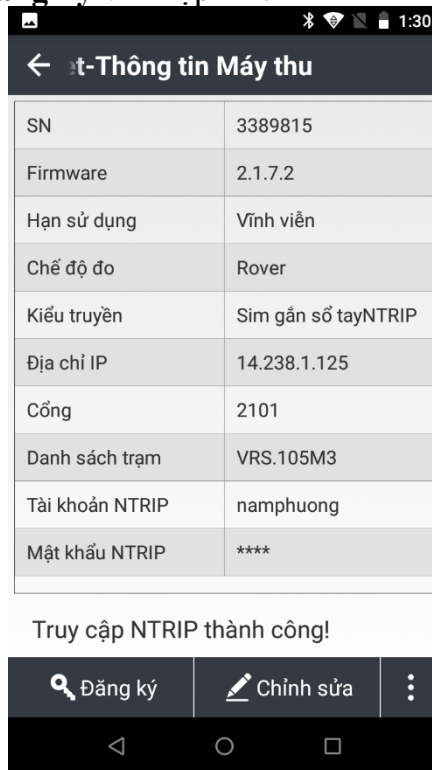 1:30
t-Thông tin Máy thu
SN 3389815
Firmware 2.1.7.2
Hạn sử dụng Vĩnh viễn
Chế độ đo Rover
Kiểu truyền Sim gắn sổ tayNTRIP
Địa chỉ IP 14.238.1.125
Cổng 2101
Danh sách trạm VRS.105M3
Tài khoản NTRIP namphuong
Mật khẩu NTRIP ****
Truy cập NTRIP thành công!
Đăng ký Chỉnh sửa